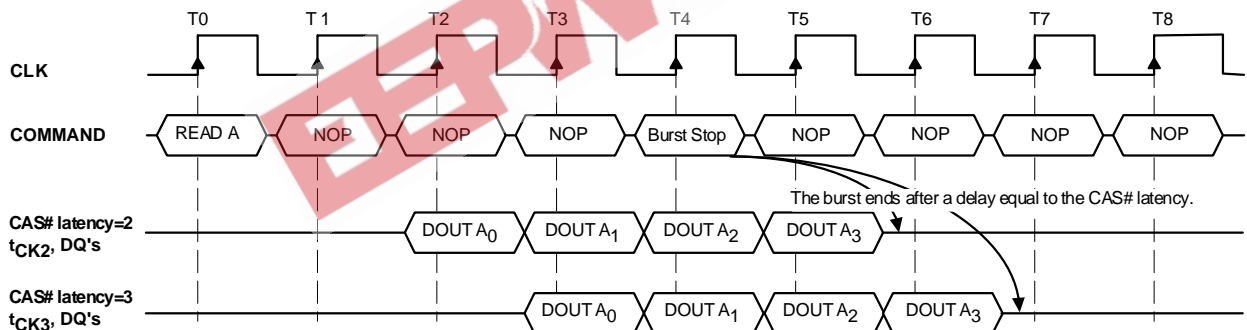 T0 T1 T2 T3 T4 T5 T6 T7 T8
CLK
COMMAND READ A NOP NOP NOP Burst Stop NOP NOP NOP NOP
The burst ends after a delay equal to the CAS# latency.
CAS# latency=2
tCK2, DQ's DOUT A0 DOUT A1 DOUT A2 DOUT A3
CAS# latency=3
tCK3, DQ's DOUT A0 DOUT A1 DOUT A2 DOUT A3